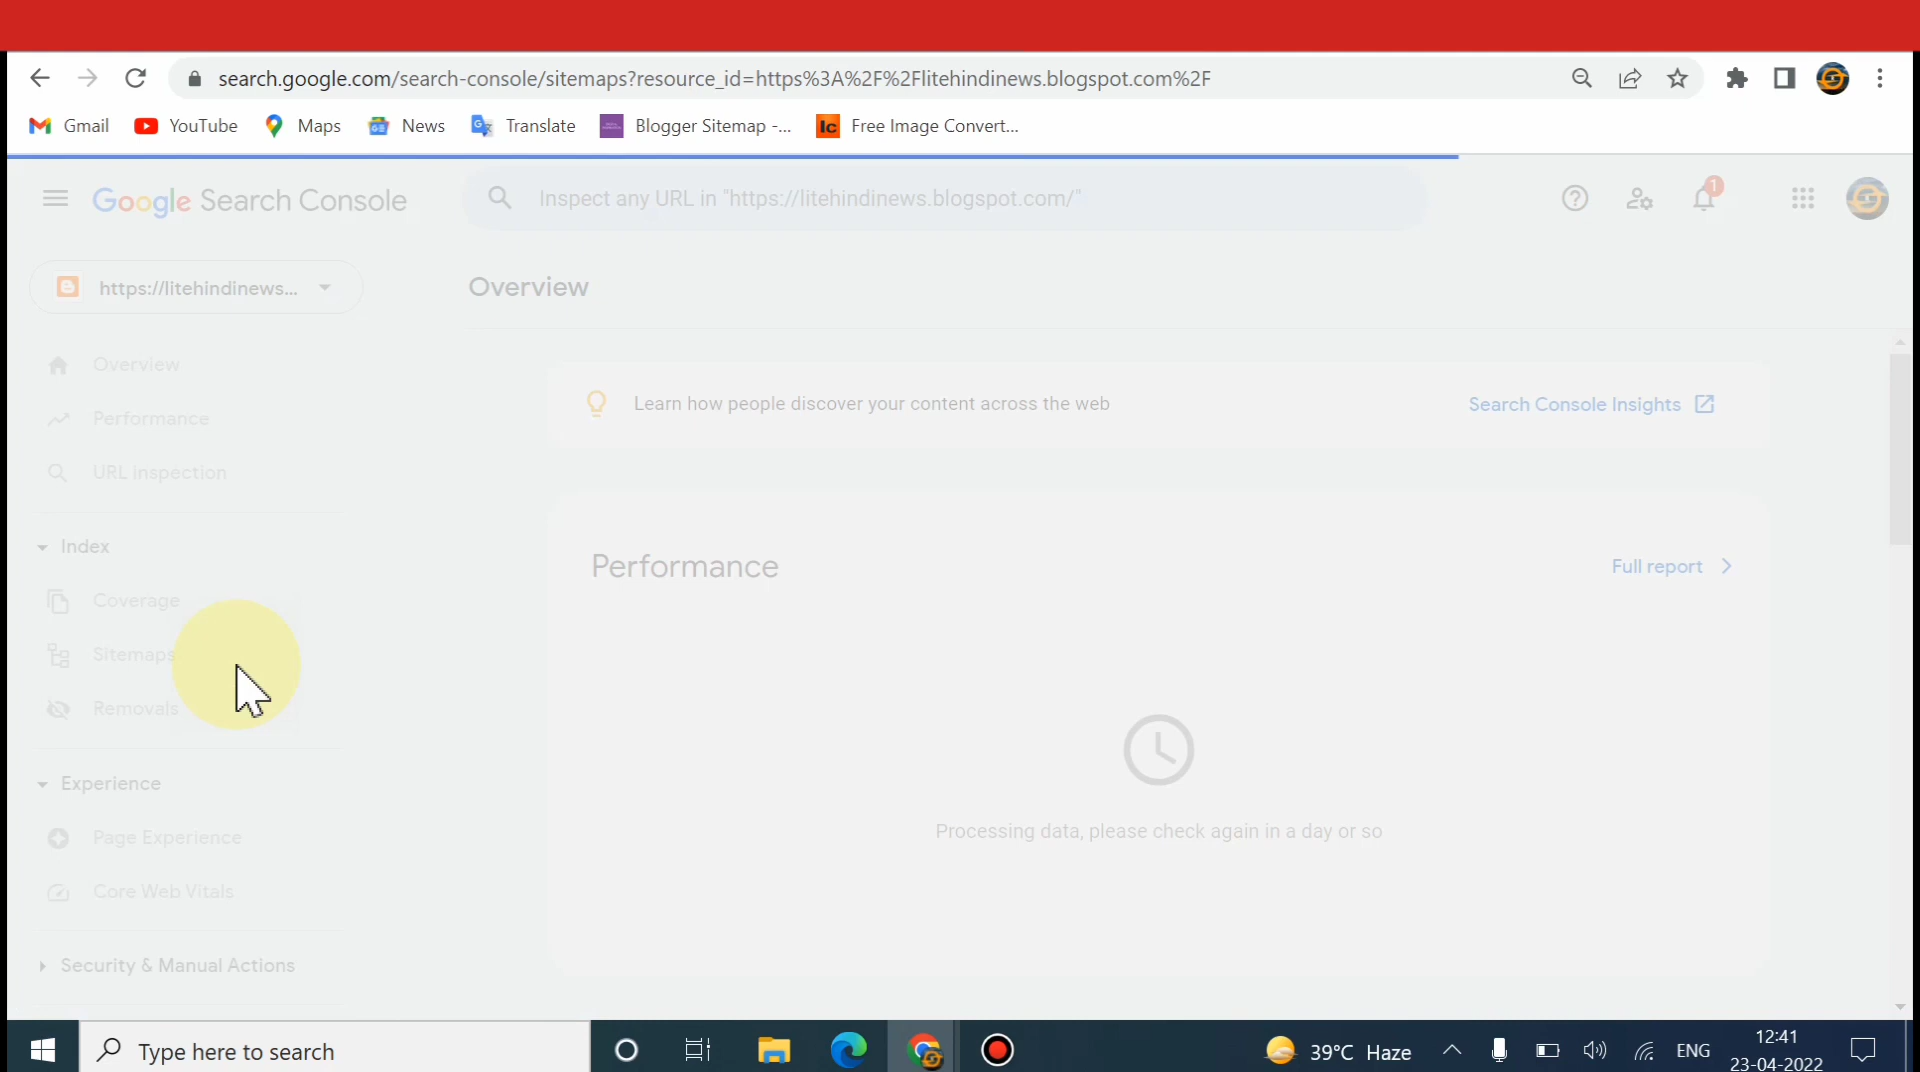 search.google.com/search-console/sitemaps?resource_id=https%3A%2F%2Flitehindinews.blogspot.com%2F
Gmail YouTube Maps News Translate Blogger Sitemap -... Ic Free Image Convert...
Google Search Console
Inspect any URL in "https://litehindinews.blogspot.com/"
1
https://litehindinews...
Overview
Overview
Performance
URL inspection
Index
Coverage
Sitemaps
Removals
Experience
Page Experience
Core Web Vitals
Security & Manual Actions
Learn how people discover your content across the web
Search Console Insights
Performance
Full report
Processing data, please check again in a day or so
Type here to search
39°C Haze
ENG
12:41
23-04-2022